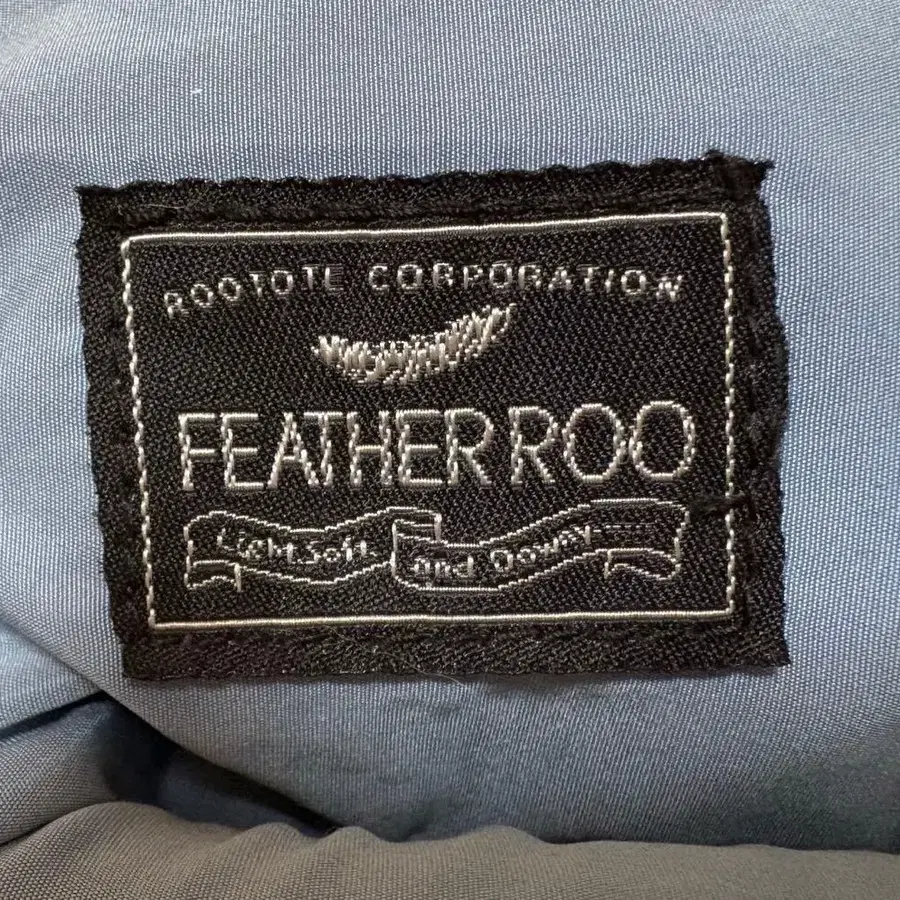 ROOTOTE CORPORATION
FEATHER ROO
Light, Soft and Downy